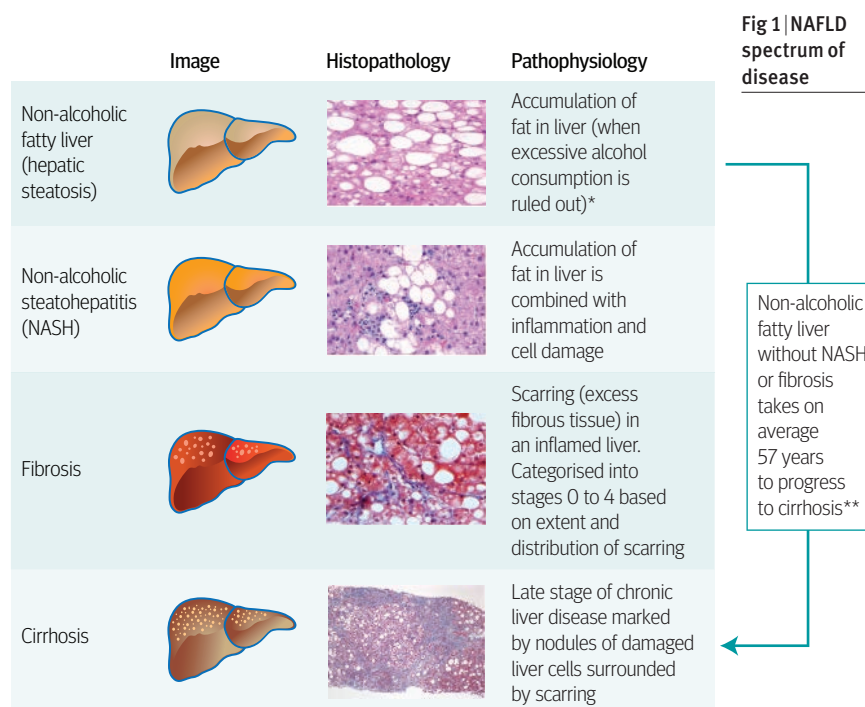 Fig 1|NAFLD
spectrum of
disease
Image Histopathology Pathophysiology
Non-alcoholic
fatty liver
(hepatic
steatosis)
Accumulation of
fat in liver (when
excessive alcohol
consumption is
ruled out)*
Non-alcoholic
steatohepatitis
(NASH)
Accumulation of
fat in liver is
combined with
inflammation and
cell damage
Fibrosis
Scarring (excess
fibrous tissue) in
an inflamed liver.
Categorised into
stages 0 to 4 based
on extent and
distribution of scarring
Cirrhosis
Late stage of chronic
liver disease marked
by nodules of damaged
liver cells surrounded
by scarring
Non-alcoholic
fatty liver
without NASH
or fibrosis
takes on
average
57 years
to progress
to cirrhosis**